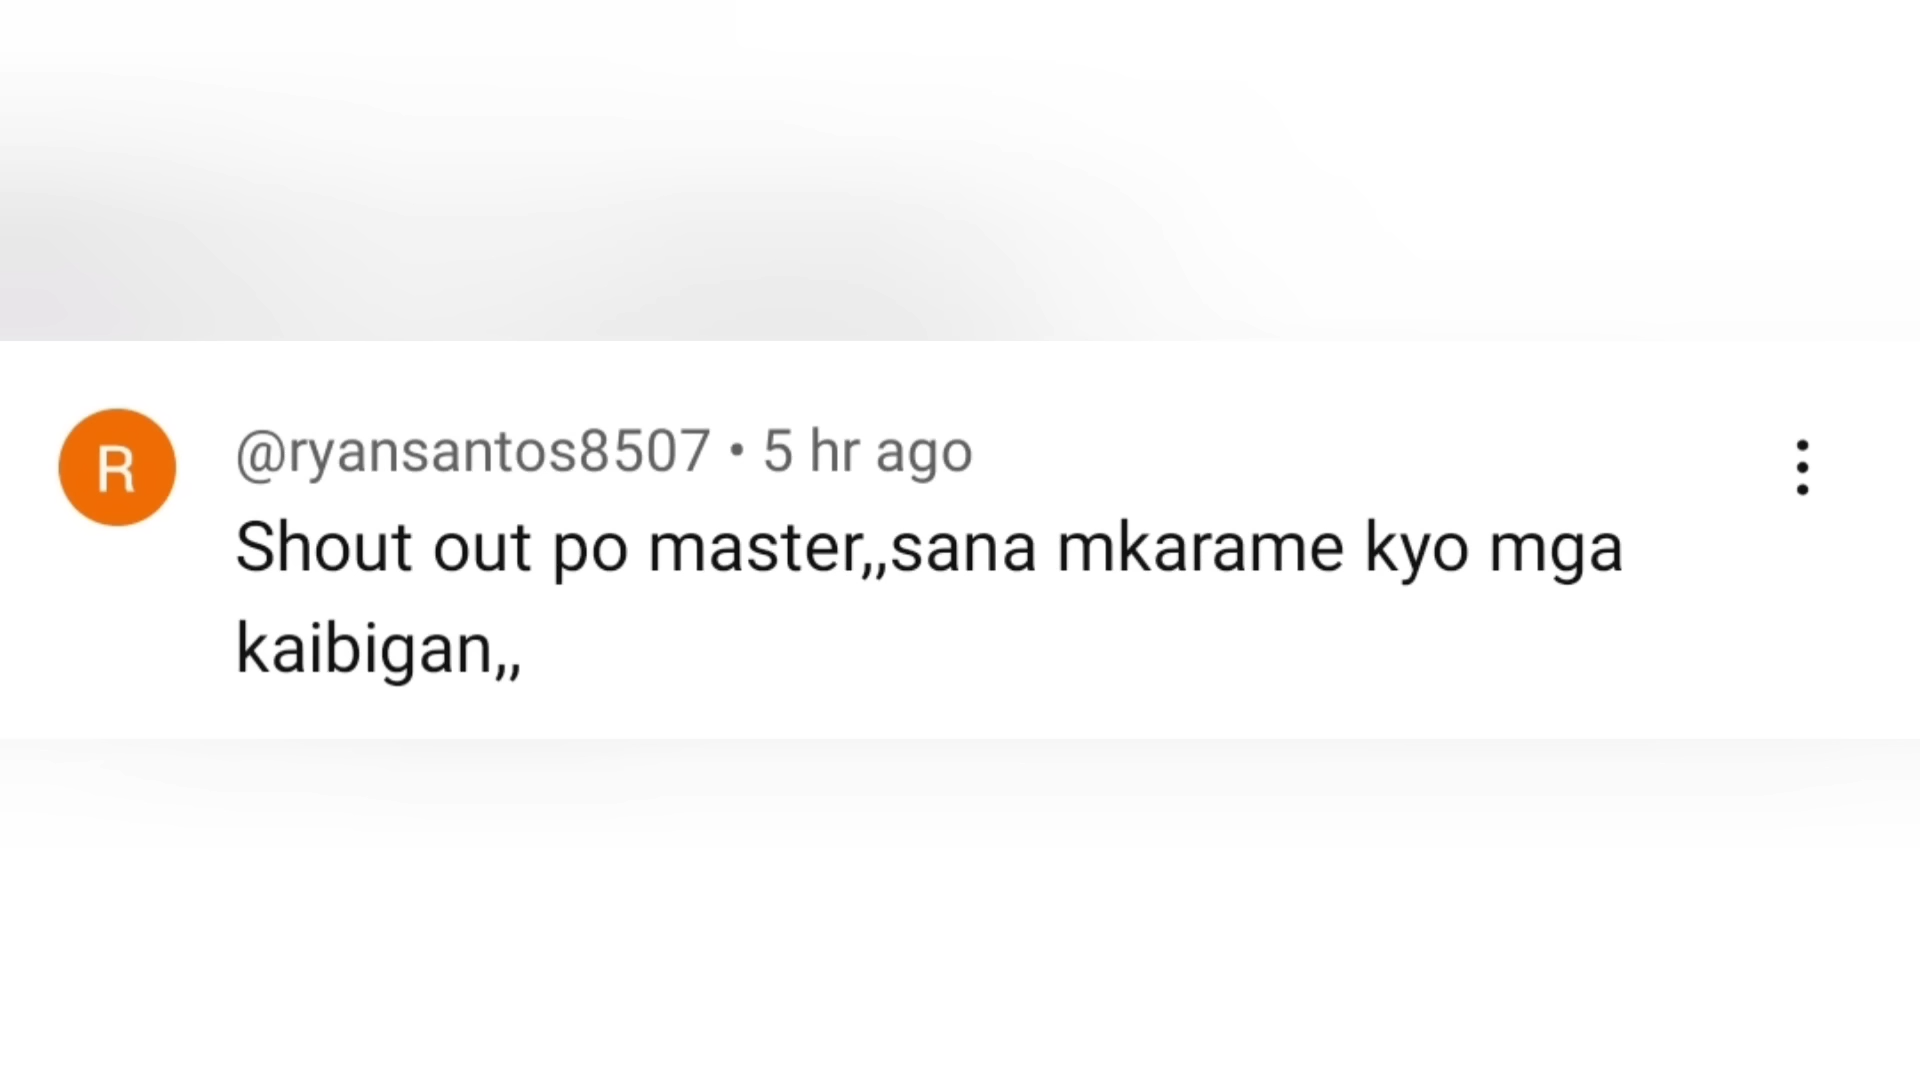 R
@ryansantos8507 • 5 hr ago
Shout out po master,,sana mkarame kyo mga
kaibigan,,